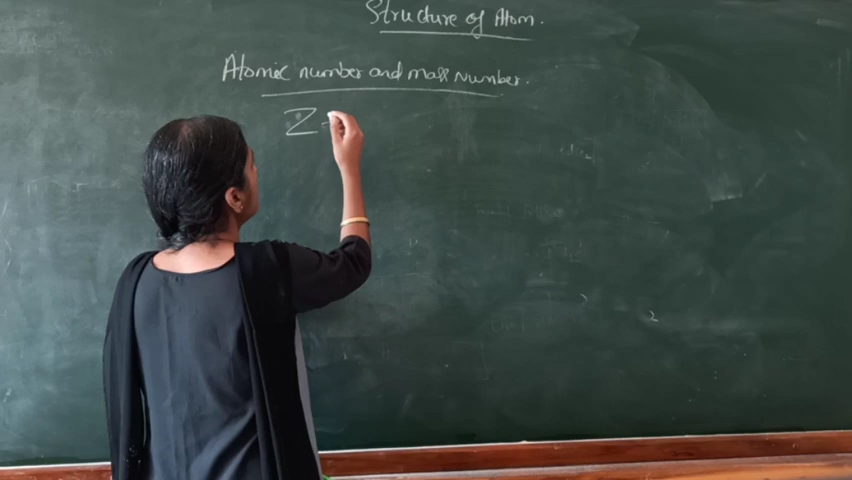 Structure of Atom.
Atomic number and mass number.
Z -